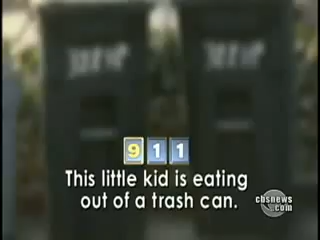 911
This little kid is eating
out of a trash can.
cbsnews
.com